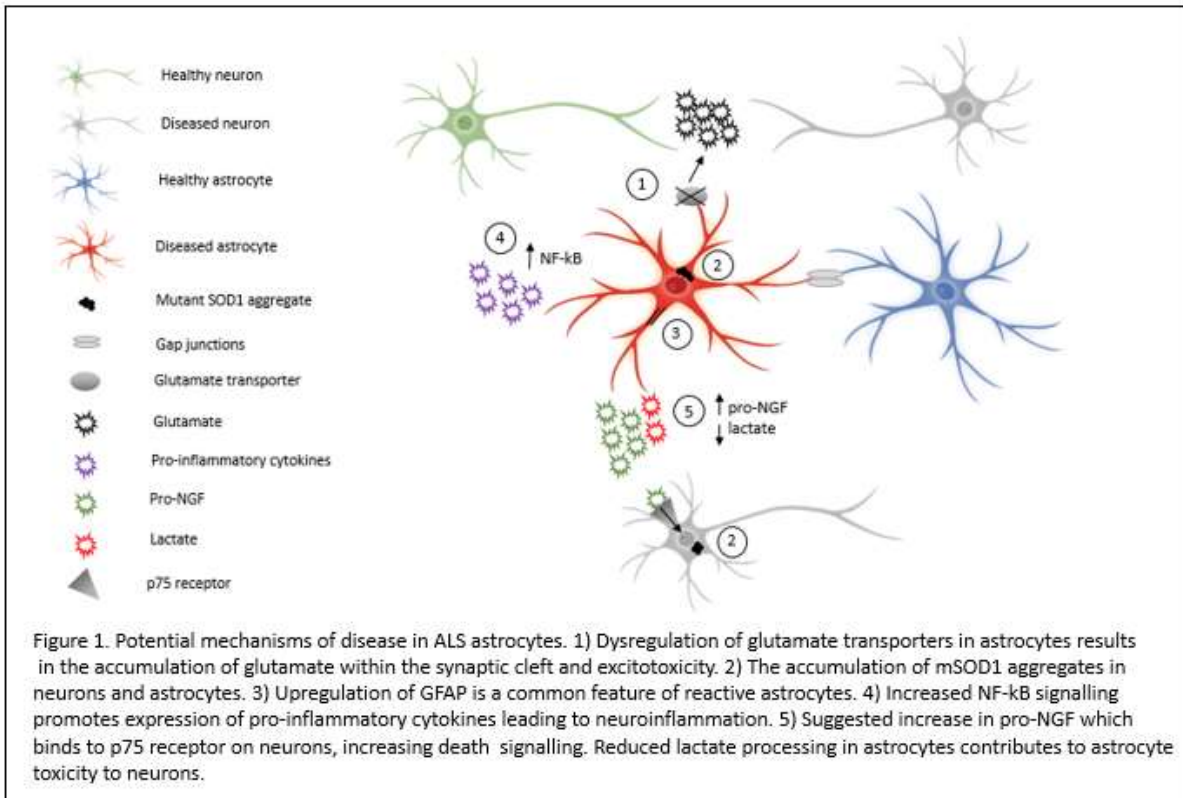 Healthy neuron
Diseased neuron
Healthy astrocyte
Diseased astrocyte
Mutant SOD1 aggregate
Gap junctions
Glutamate transporter
Glutamate
Pro-inflammatory cytokines
Pro-NGF
Lactate
p75 receptor
1
4
NF-kB
2
3
5
pro-NGF
lactate
2
Figure 1. Potential mechanisms of disease in ALS astrocytes. 1) Dysregulation of glutamate transporters in astrocytes results
in the accumulation of glutamate within the synaptic cleft and excitotoxicity. 2) The accumulation of mSOD1 aggregates in
neurons and astrocytes. 3) Upregulation of GFAP is a common feature of reactive astrocytes. 4) Increased NF-kB signalling
promotes expression of pro-inflammatory cytokines leading to neuroinflammation. 5) Suggested increase in pro-NGF which
binds to p75 receptor on neurons, increasing death signalling. Reduced lactate processing in astrocytes contributes to astrocyte
toxicity to neurons.